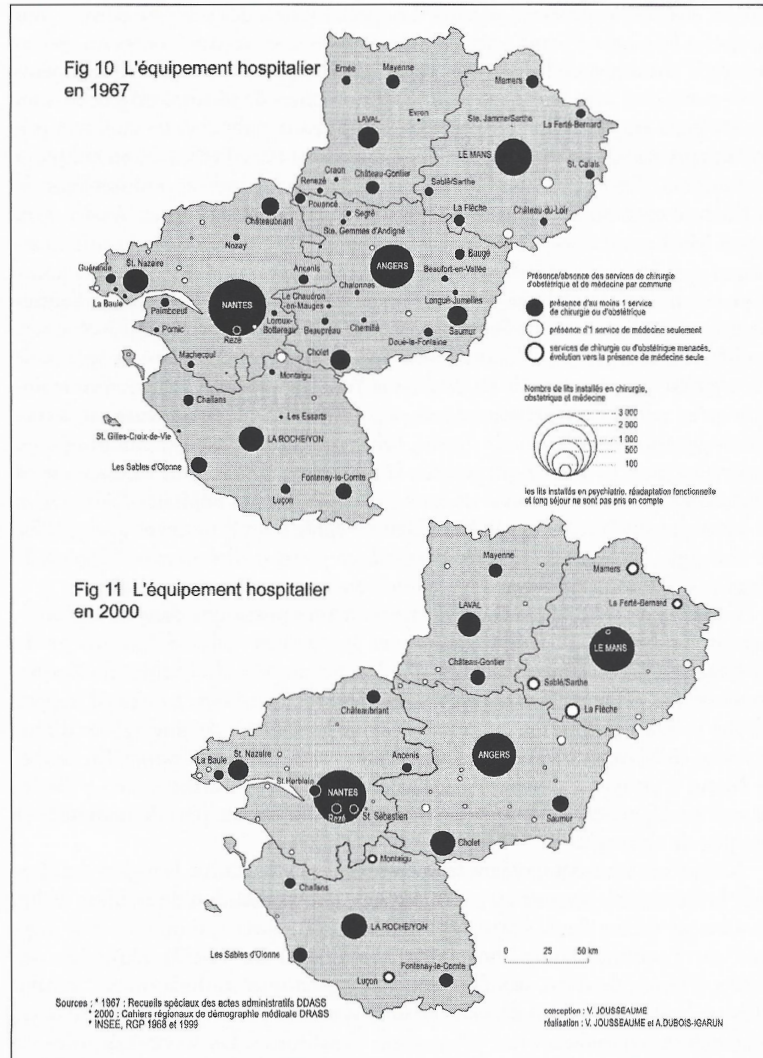 Fig 10 L'équipement hospitalier
en 1967
Ernée
Mayenne
Mamers
Evron
Ste. Jamme/Sarthe
La Ferté-Bernard
LAVAL
LE MANS
St. Calais
Craon
Renazé
Château-Gontier
Sablé/Sarthe
Pouancé
La Flèche
Château-du-Loir
Châteaubriant
Segré
Ste. Gemmes d'Andigné
Nozay
Baugé
ANGERS
Beaufort-en-Vallée
Guérande
St. Nazaire
Ancenis
Chalonnes
Longué-Jumelles
La Baule
Paimboeuf
NANTES
Le Chaudron
-en-Mauges
Loroux-
Bottereau
Pornic
Rezé
Beaupréau
Chemillé
Saumur
Doué-la-Fontaine
Machecoul
Cholet
Montaigu
Challans
Les Essarts
St. Gilles-Croix-de-Vie
LA ROCHE/YON
Les Sables d'Olonne
Fontenay-le-Comte
Luçon
Présence/absence des services de chirurgie
d'obstétrique et de médecine par commune
présence d'au moins 1 service
de chirurgie ou d'obstétrique
présence d'1 service de médecine seulement
services de chirurgie ou d'obstétrique menacés,
évolution vers la présence de médecine seule
Nombre de lits installés en chirurgie,
obstétrique et médecine
3 000
2 000
1 000
500
100
les lits installés en psychiatrie, réadaptation fonctionnelle
et long séjour ne sont pas pris en compte
Fig 11 L'équipement hospitalier
en 2000
Mayenne
Mamers
La Ferté-Bernard
LAVAL
LE MANS
Château-Gontier
Sablé/Sarthe
La Flèche
Châteaubriant
La Baule
St. Nazaire
Ancenis
ANGERS
St Herblain
NANTES
Rezé
St. Sébastien
Saumur
Cholet
Montaigu
Challans
LA ROCHE/YON
Les Sables d'Olonne
Luçon
Fontenay-le-Comte
0 25 50 km
Sources : * 1967 : Recueils spéciaux des actes administratifs DDASS
* 2000 : Cahiers régionaux de démographie médicale DRASS
* INSEE, RGP 1968 et 1999
conception : V. JOUSSEAUME
réalisation : V. JOUSSEAUME et A.DUBOIS-IGARUN